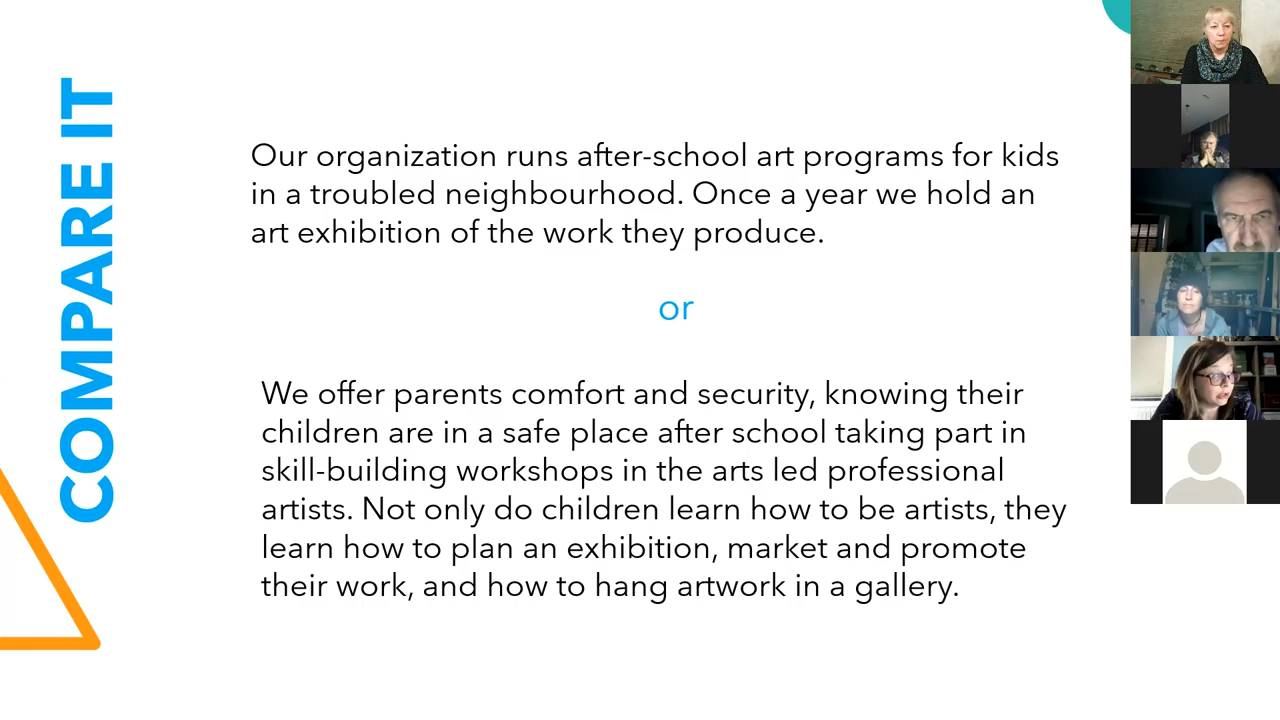 COMPARE IT
Our organization runs after-school art programs for kids
in a troubled neighbourhood. Once a year we hold an
art exhibition of the work they produce.
or
We offer parents comfort and security, knowing their
children are in a safe place after school taking part in
skill-building workshops in the arts led professional
artists. Not only do children learn how to be artists, they
learn how to plan an exhibition, market and promote
their work, and how to hang artwork in a gallery.